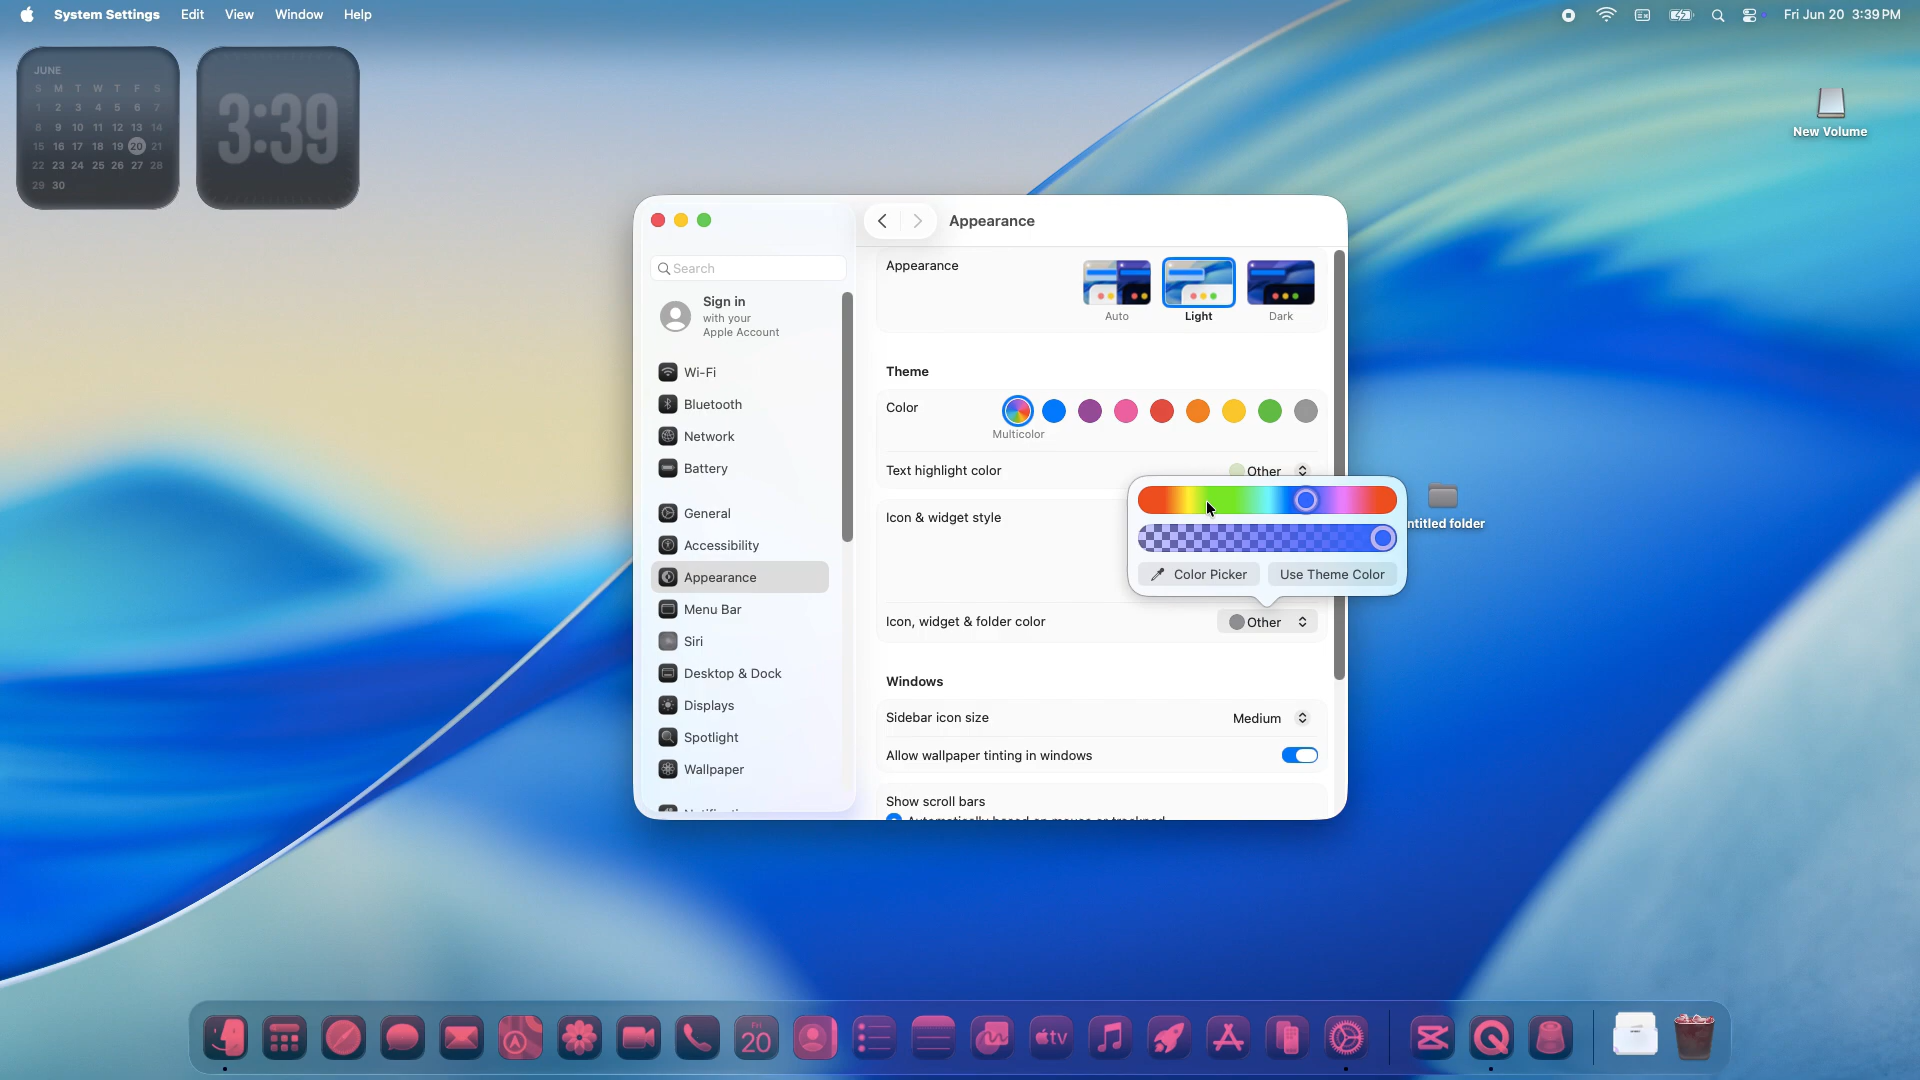 System Settings Edit View Window Help
Fri Jun 20 3:39 PM
JUNE
S M T W T F S
1 2 3 4 5 6 7
8 9 10 11 12 13 14
15 16 17 18 19 20 21
22 23 24 25 26 27 28
29 30
3:39
New Volume
Appearance
Search
Sign in
with your
Apple Account
Wi-Fi
Bluetooth
Network
Battery
General
Accessibility
Appearance
Menu Bar
Siri
Desktop & Dock
Displays
Spotlight
Wallpaper
Appearance
Auto
Light
Dark
Theme
Color
Multicolor
Text highlight color
Other
Icon & widget style
Color Picker
Use Theme Color
Icon, widget & folder color
Other
Windows
Sidebar icon size
Medium
Allow wallpaper tinting in windows
Show scroll bars
ntitled folder
Fri
20
tv